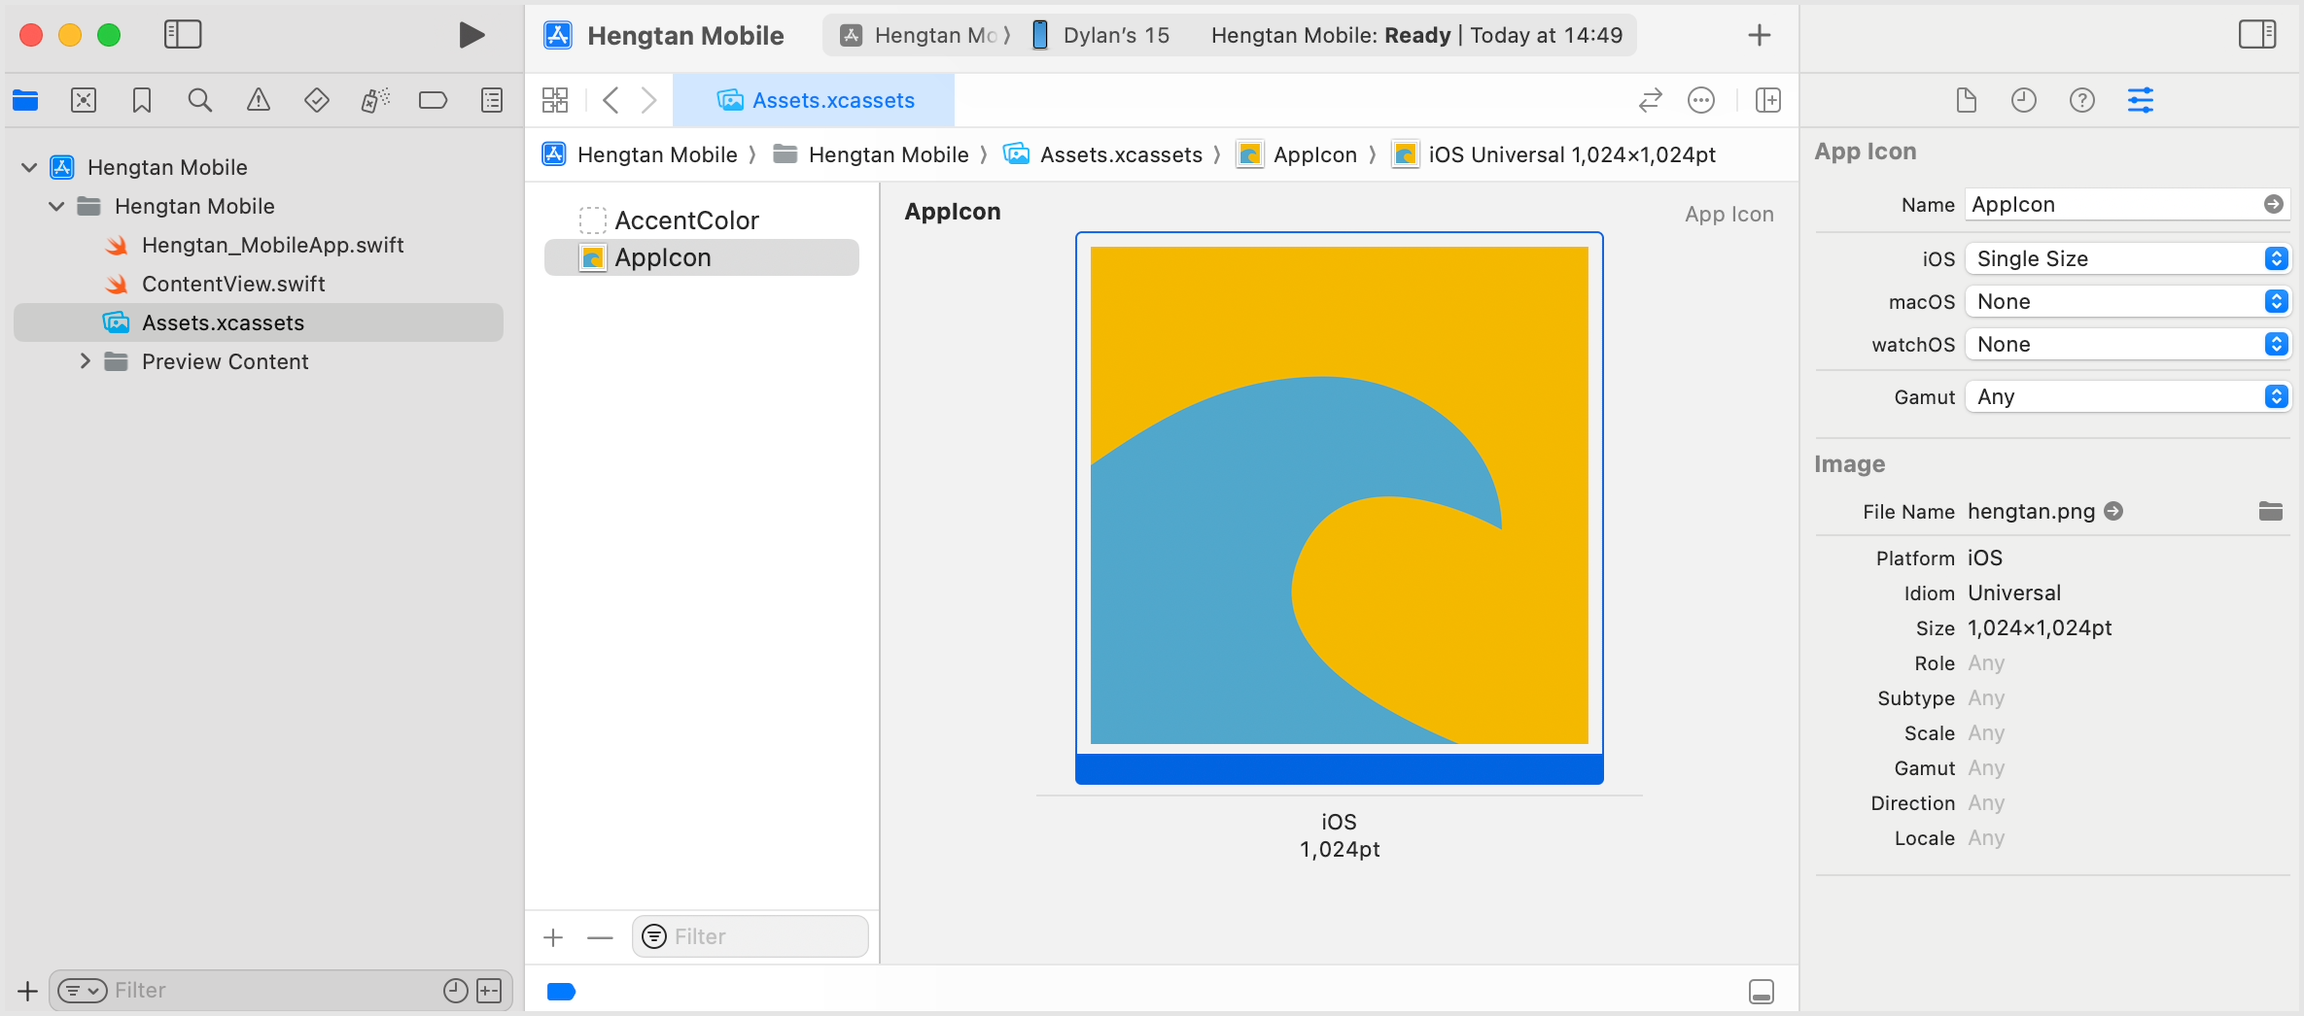 Hengtan Mobile
Hengtan Mo
Dylan’s 15
Hengtan Mobile: Ready | Today at 14:49
Assets.xcassets
Hengtan Mobile
Hengtan Mobile
Hengtan_MobileApp.swift
ContentView.swift
Assets.xcassets
Preview Content
Filter
Hengtan Mobile
Hengtan Mobile
Assets.xcassets
AppIcon
iOS Universal 1,024×1,024pt
AccentColor
AppIcon
Filter
AppIcon
App Icon
iOS
1,024pt
App Icon
Name AppIcon
iOS Single Size
macOS None
watchOS None
Gamut Any
Image
File Name hengtan.png
Platform iOS
Idiom Universal
Size 1,024×1,024pt
Role Any
Subtype Any
Scale Any
Gamut Any
Direction Any
Locale Any